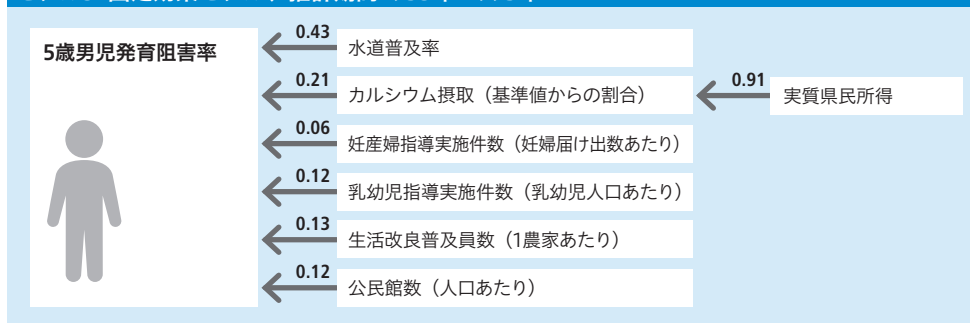 5歳男児発育阻害率
0.43
水道普及率
0.21
カルシウム摂取（基準値からの割合）
0.91
実質県民所得
0.06
妊産婦指導実施件数（妊婦届け出数あたり）
0.12
乳幼児指導実施件数（乳幼児人口あたり）
0.13
生活改良普及員数（1農家あたり）
0.12
公民館数（人口あたり）